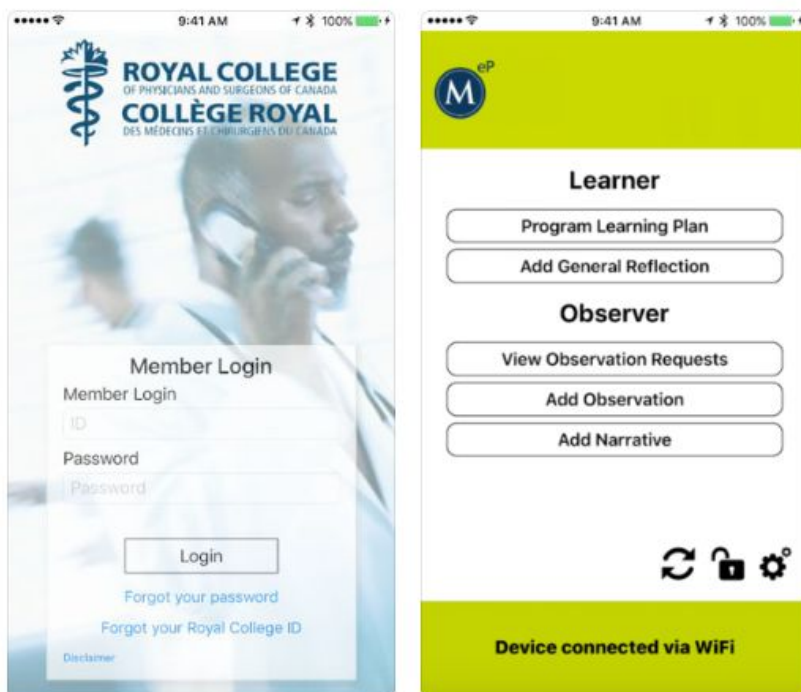 9:41 AM
100%
ROYAL COLLEGE
OF PHYSICIANS AND SURGEONS OF CANADA
COLLÈGE ROYAL
DES MÉDECINS ET CHIRURGIENS DU CANADA
Member Login
Member Login
ID
Password
Password
Login
Forgot your password
Forgot your Royal College ID
Disclaimer
9:41 AM
100%
M eP
Learner
Program Learning Plan
Add General Reflection
Observer
View Observation Requests
Add Observation
Add Narrative
Device connected via WiFi